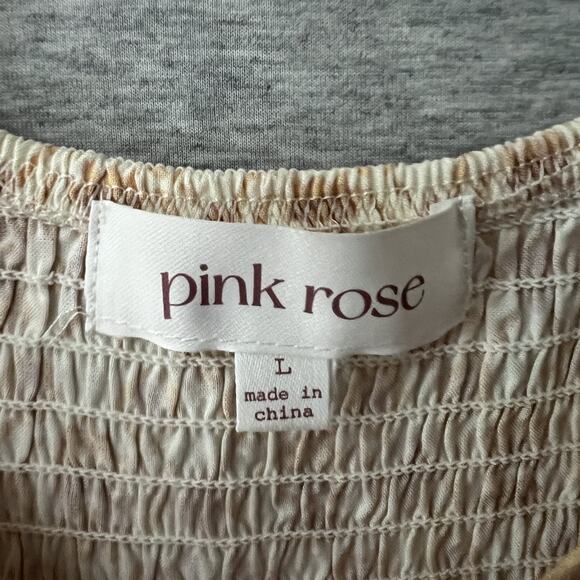 pink rose
L
made in
china